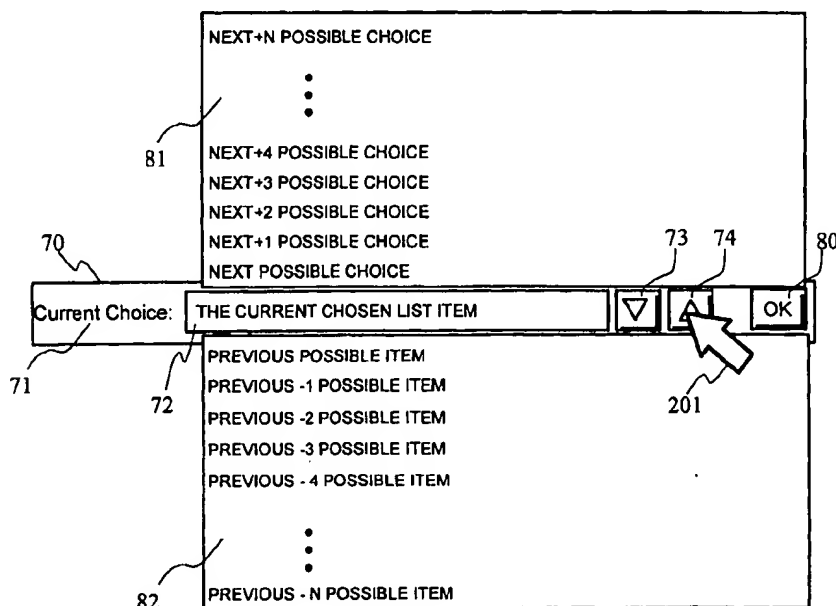 NEXT+N POSSIBLE CHOICE
81
NEXT+4 POSSIBLE CHOICE
NEXT+3 POSSIBLE CHOICE
NEXT+2 POSSIBLE CHOICE
NEXT+1 POSSIBLE CHOICE
NEXT POSSIBLE CHOICE
70
73
74
80
Current Choice: THE CURRENT CHOSEN LIST ITEM OK
71
72
201
PREVIOUS POSSIBLE ITEM
PREVIOUS -1 POSSIBLE ITEM
PREVIOUS -2 POSSIBLE ITEM
PREVIOUS -3 POSSIBLE ITEM
PREVIOUS - 4 POSSIBLE ITEM
82
PREVIOUS - N POSSIBLE ITEM